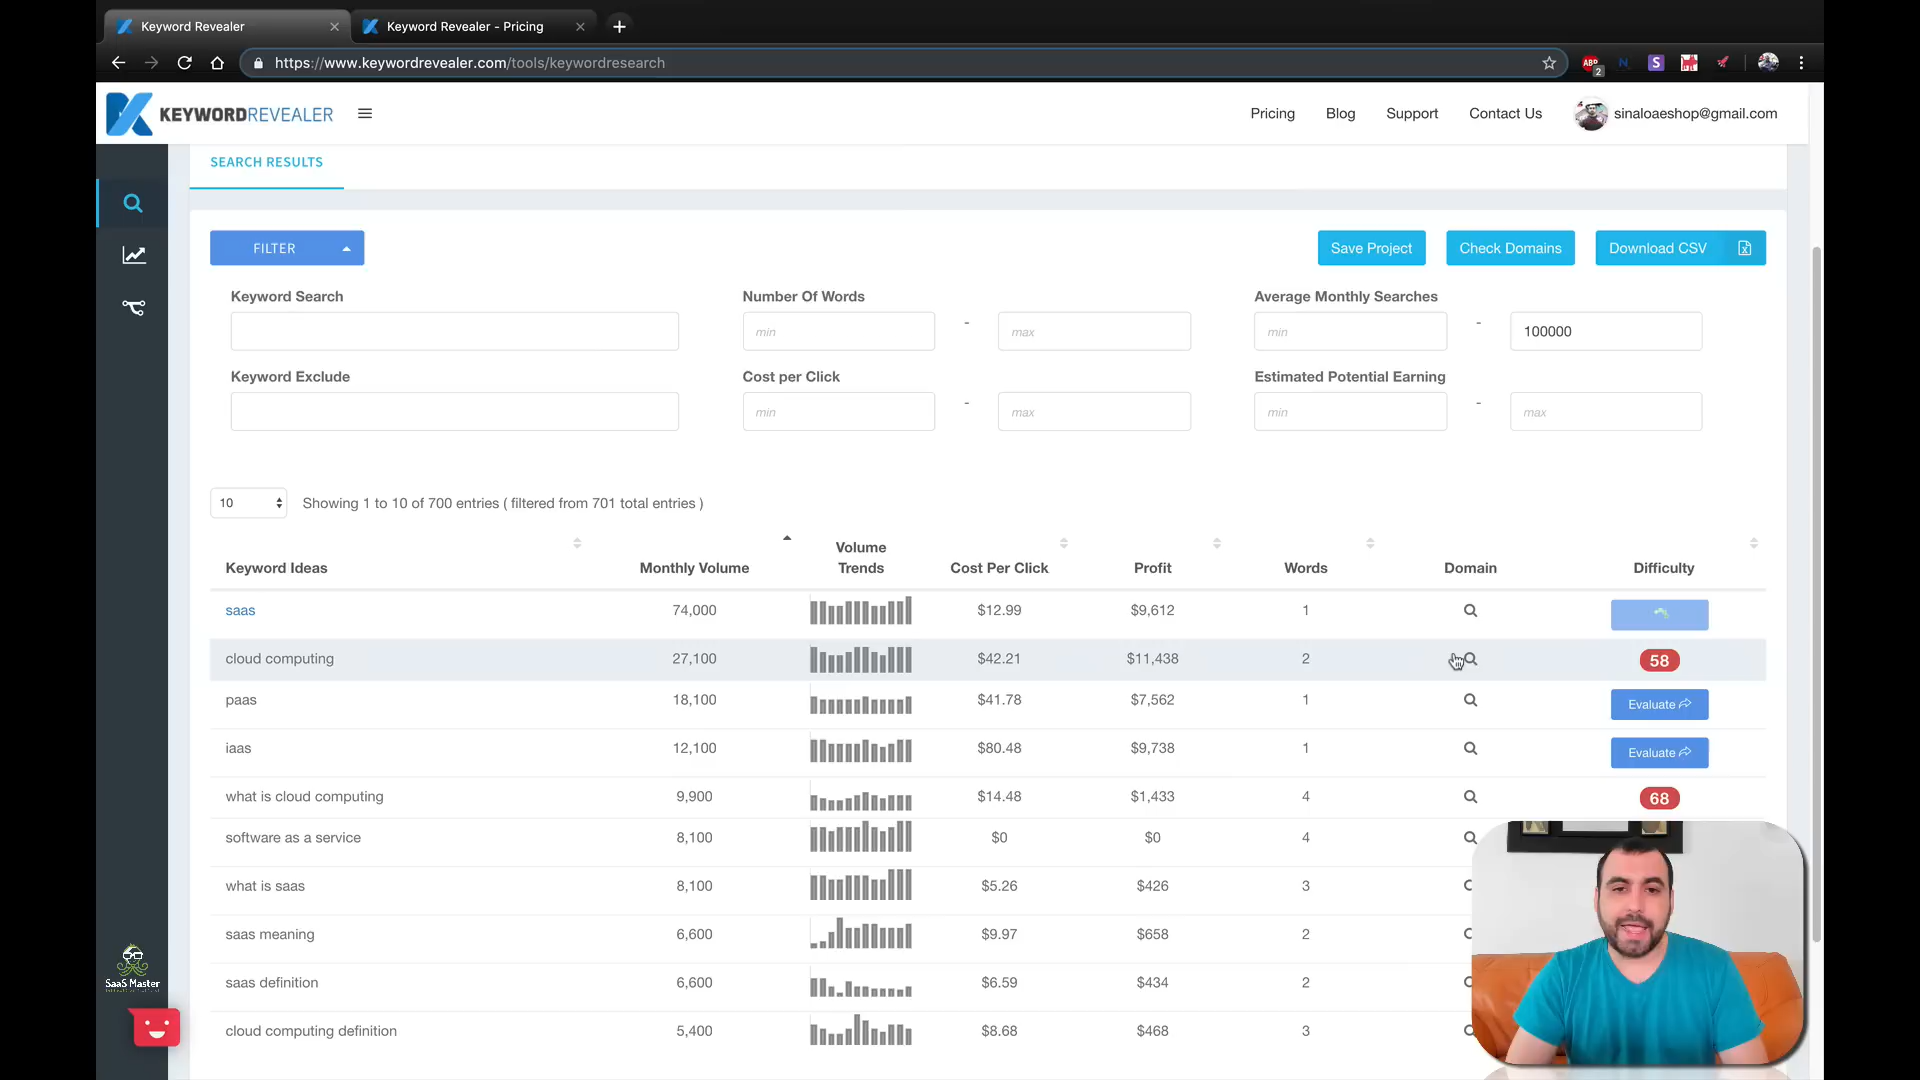 Keyword Revealer
Keyword Revealer - Pricing
https://www.keywordrevealer.com/tools/keywordresearch
ABP
2
N
S
KEYWORDREVEALER
Pricing
Blog
Support
Contact Us
sinaloaeshop@gmail.com
SEARCH RESULTS
FILTER
Save Project
Check Domains
Download CSV
Keyword Search
Number Of Words
Average Monthly Searches
min - max
min - 100000
Keyword Exclude
Cost per Click
Estimated Potential Earning
min - max
min - max
10
Showing 1 to 10 of 700 entries ( filtered from 701 total entries )
Keyword Ideas
Monthly Volume
Volume
Trends
Cost Per Click
Profit
Words
Domain
Difficulty
saas 74,000 $12.99 $9,612 1
cloud computing 27,100 $42.21 $11,438 2 58
paas 18,100 $41.78 $7,562 1 Evaluate
iaas 12,100 $80.48 $9,738 1 Evaluate
what is cloud computing 9,900 $14.48 $1,433 4 68
software as a service 8,100 $0 $0 4
what is saas 8,100 $5.26 $426 3
saas meaning 6,600 $9.97 $658 2
saas definition 6,600 $6.59 $434 2
cloud computing definition 5,400 $8.68 $468 3
SaaS Master